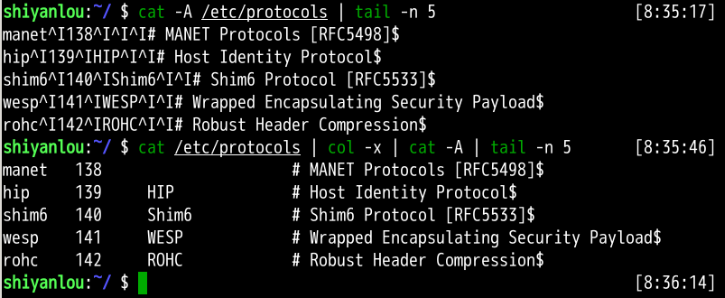 shiyanlou:~/ $ cat -A /etc/protocols | tail -n 5 [8:35:17]
manet^I138^I^I^I# MANET Protocols [RFC5498]$
hip^I139^IHIP^I^I# Host Identity Protocol$
shim6^I140^IShim6^I^I# Shim6 Protocol [RFC5533]$
wesp^I141^IWESP^I^I# Wrapped Encapsulating Security Payload$
rohc^I142^IROHC^I^I# Robust Header Compression$
shiyanlou:~/ $ cat /etc/protocols | col -x | cat -A | tail -n 5 [8:35:46]
manet   138                     # MANET Protocols [RFC5498]$
hip     139     HIP             # Host Identity Protocol$
shim6   140     Shim6           # Shim6 Protocol [RFC5533]$
wesp    141     WESP            # Wrapped Encapsulating Security Payload$
rohc    142     ROHC            # Robust Header Compression$
shiyanlou:~/ $ [8:36:14]